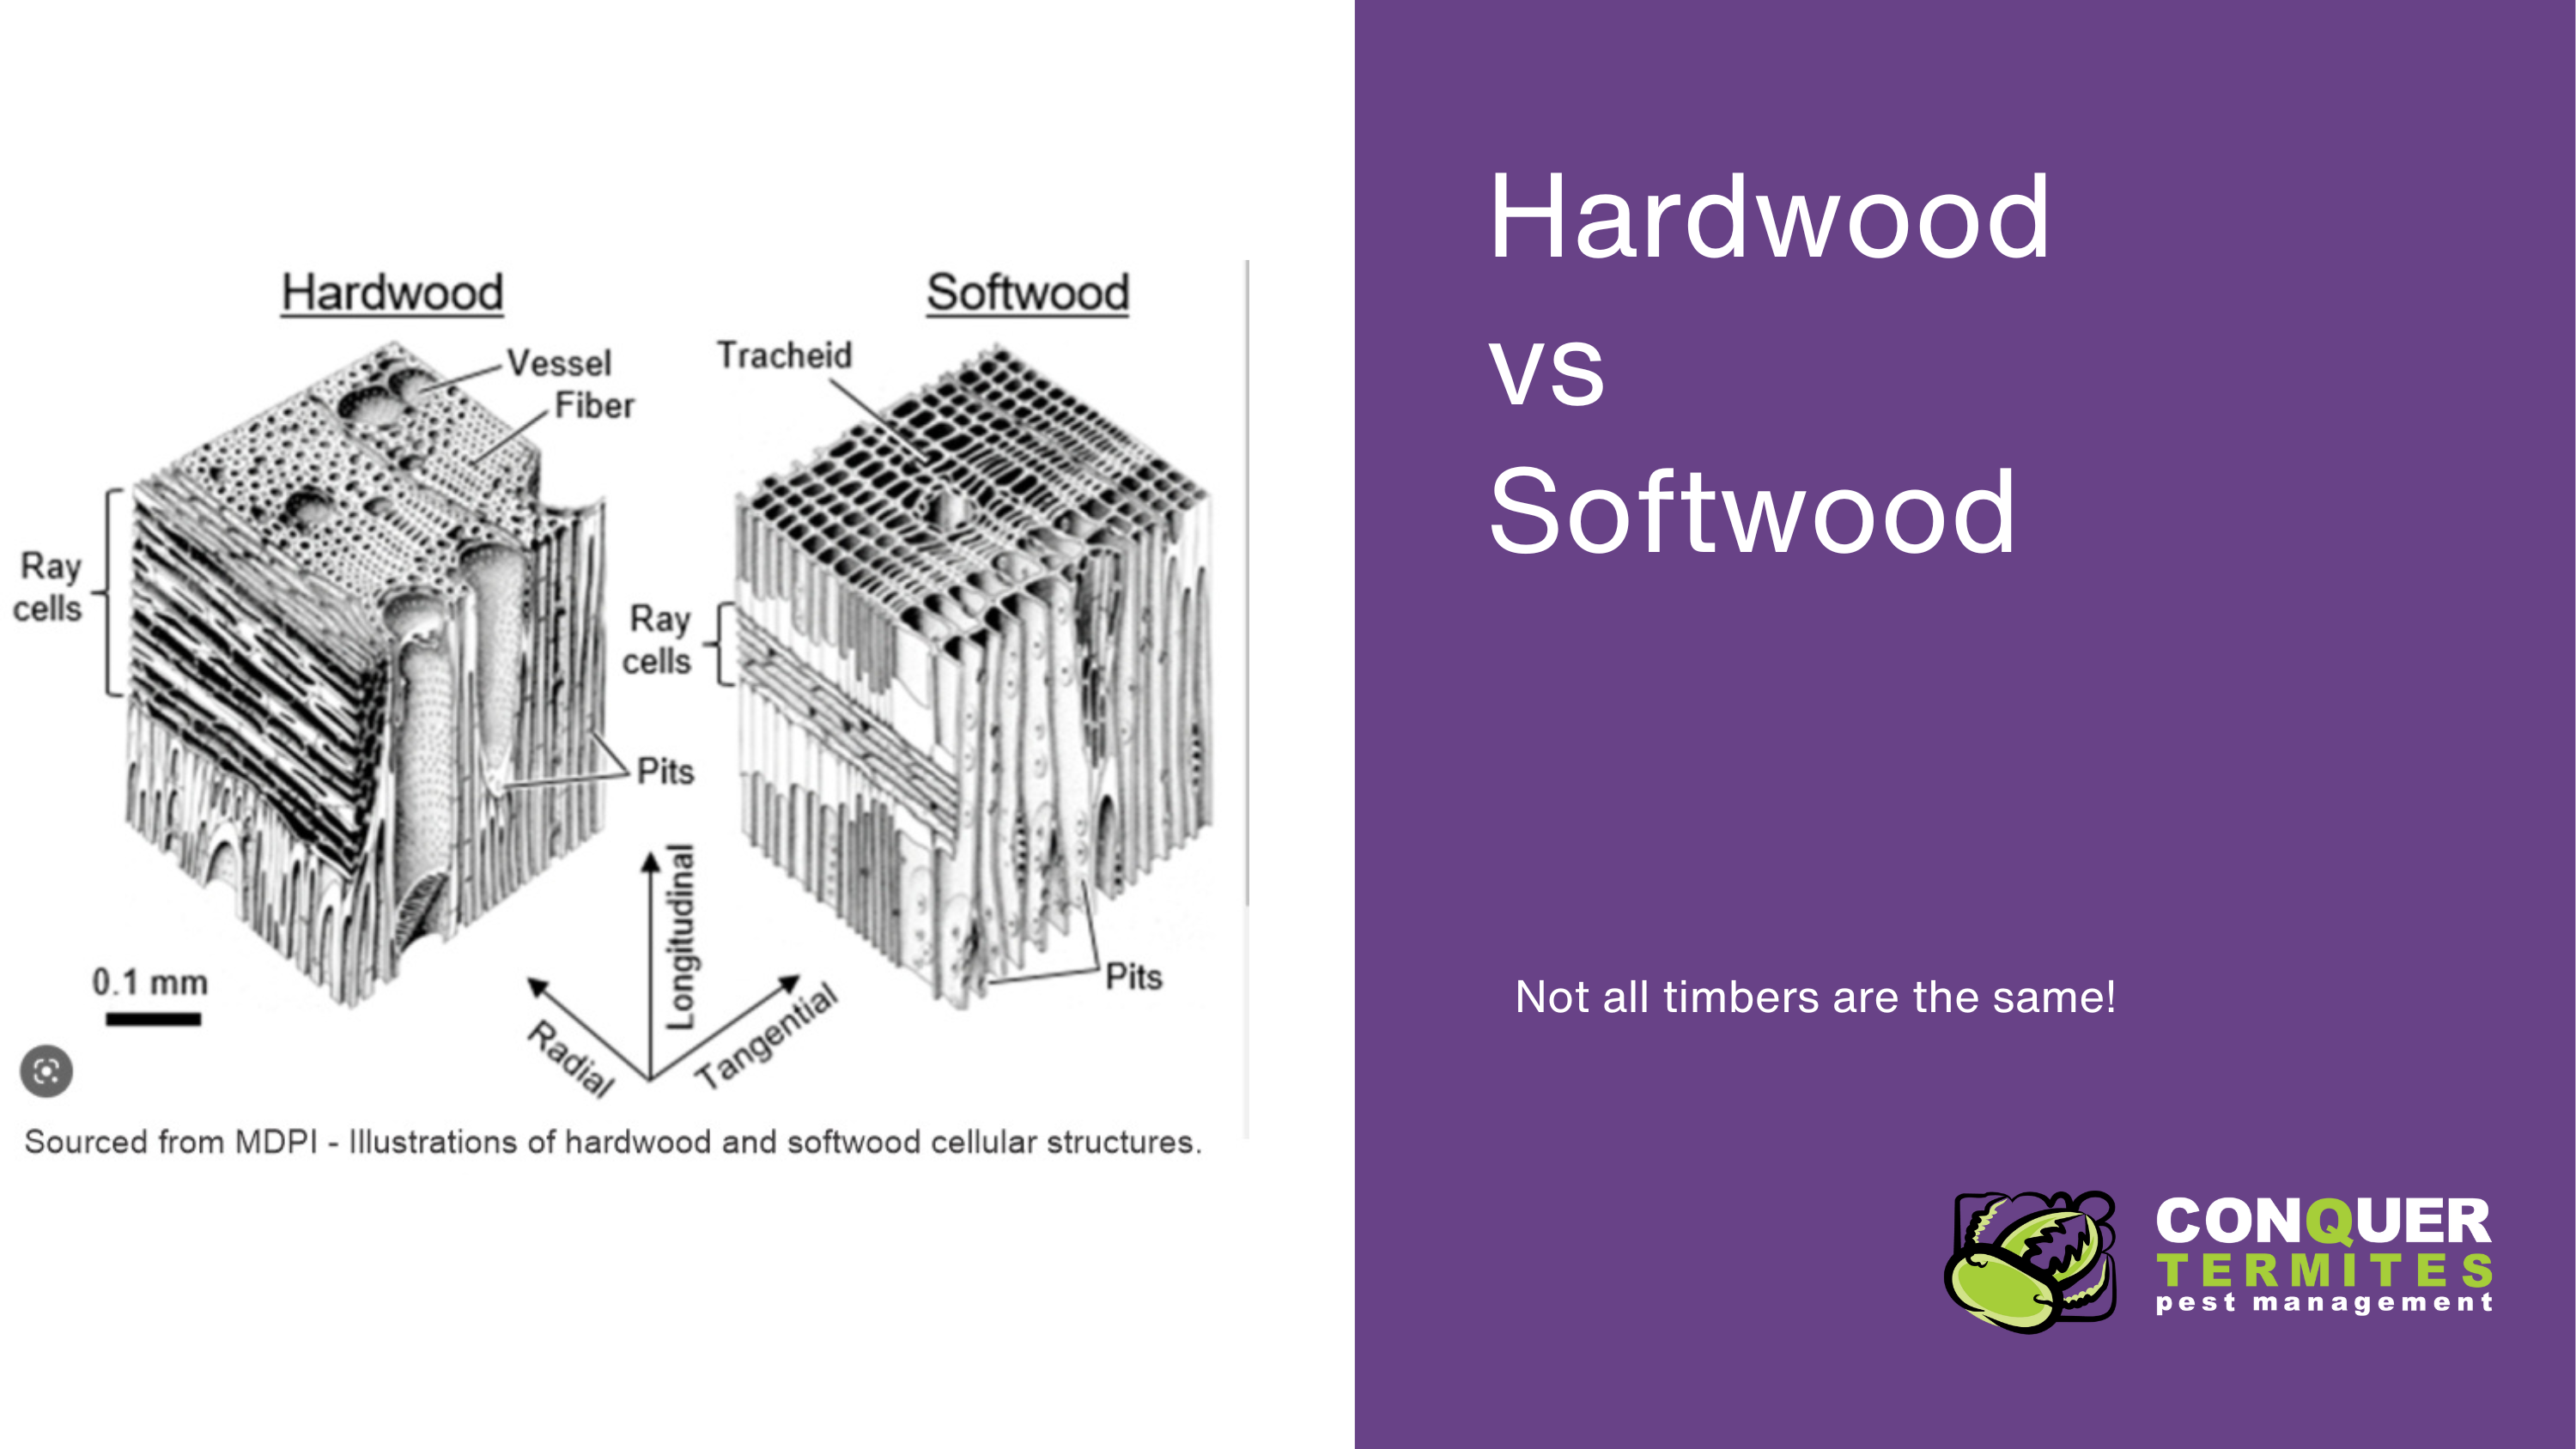 Hardwood
Softwood
Vessel
Fiber
Tracheid
Ray
cells
Ray
cells
Pits
Pits
0.1 mm
Radial
Longitudinal
Tangential
Sourced from MDPI - Illustrations of hardwood and softwood cellular structures.
Hardwood
vs
Softwood
Not all timbers are the same!
CONQUER
TERMITES
pest management